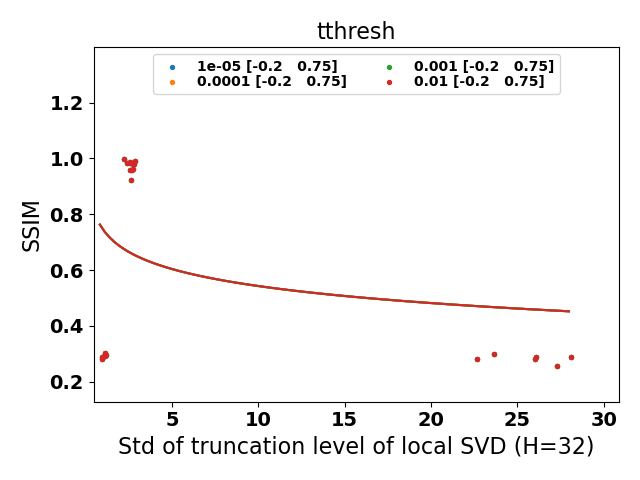 tthresh
1e-05 [-0.2   0.75]
0.0001 [-0.2   0.75]
0.001 [-0.2   0.75]
0.01 [-0.2   0.75]
1.2
1.0
0.8
0.6
0.4
0.2
SSIM
5 10 15 20 25 30
Std of truncation level of local SVD (H=32)